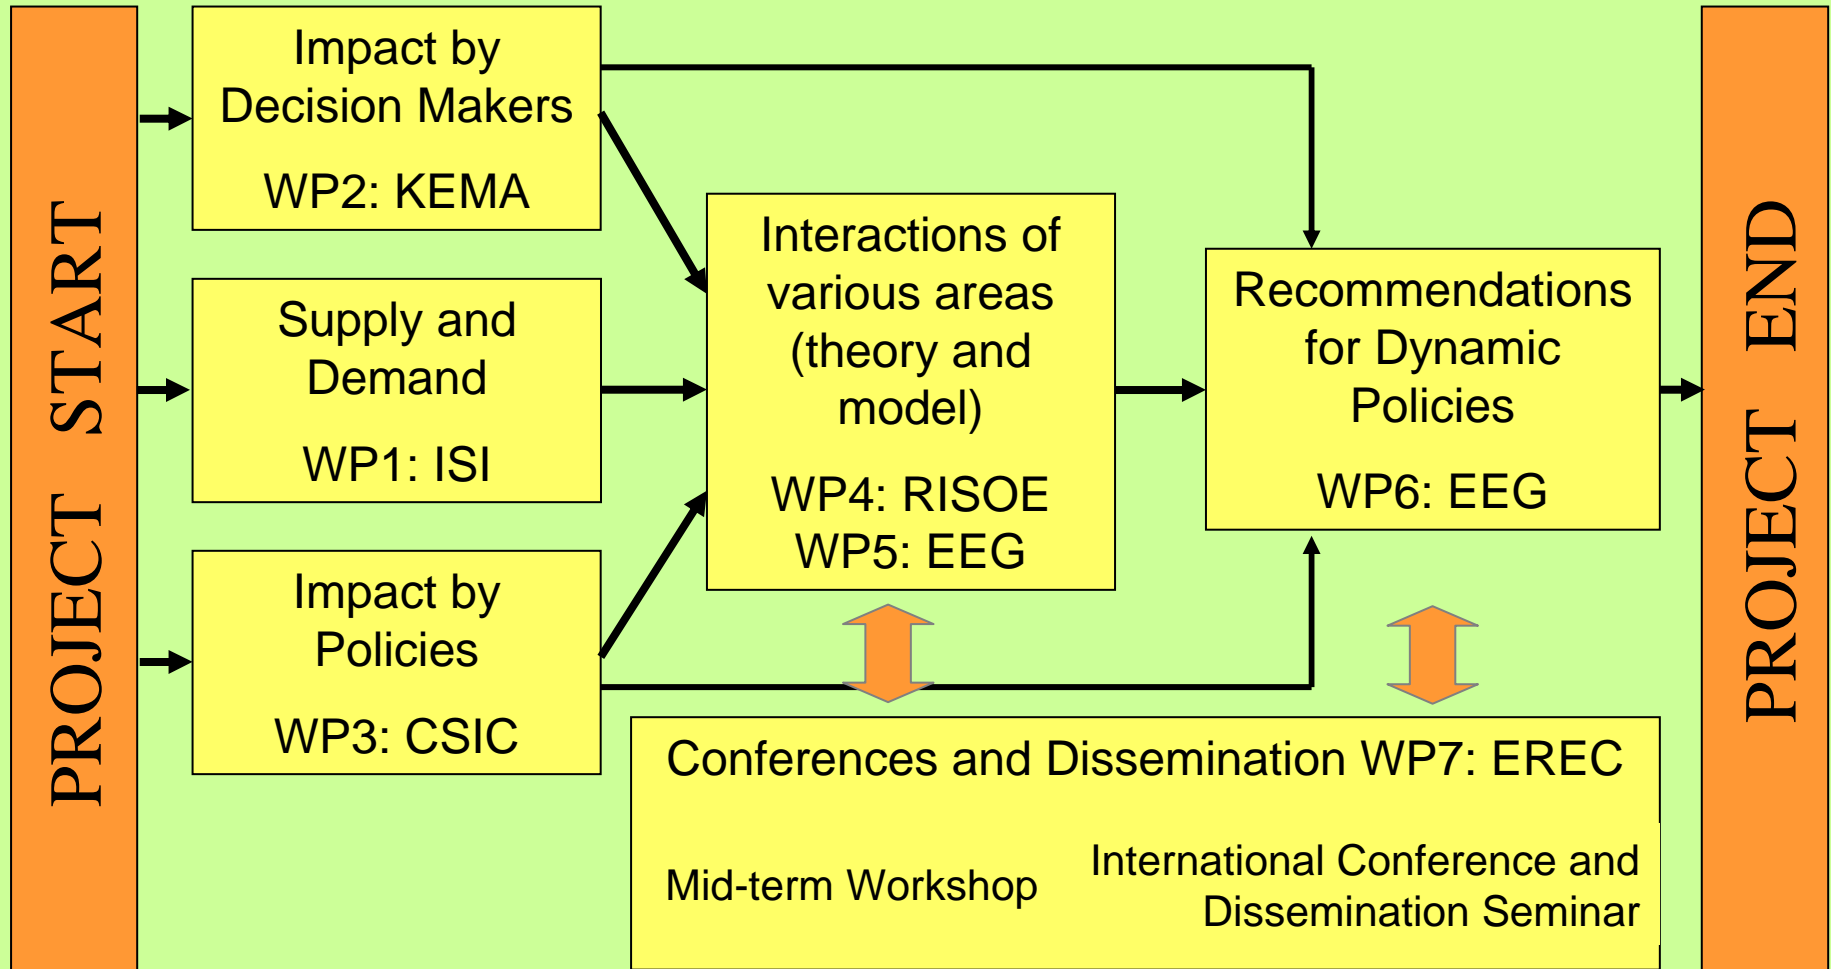 PROJECT START
Impact by
Decision Makers
WP2: KEMA
Supply and
Demand
WP1: ISI
Impact by
Policies
WP3: CSIC
Interactions of
various areas
(theory and
model)
WP4: RISOE
WP5: EEG
Recommendations
for Dynamic
Policies
WP6: EEG
Conferences and Dissemination WP7: EREC
Mid-term Workshop
International Conference and
Dissemination Seminar
PROJECT END